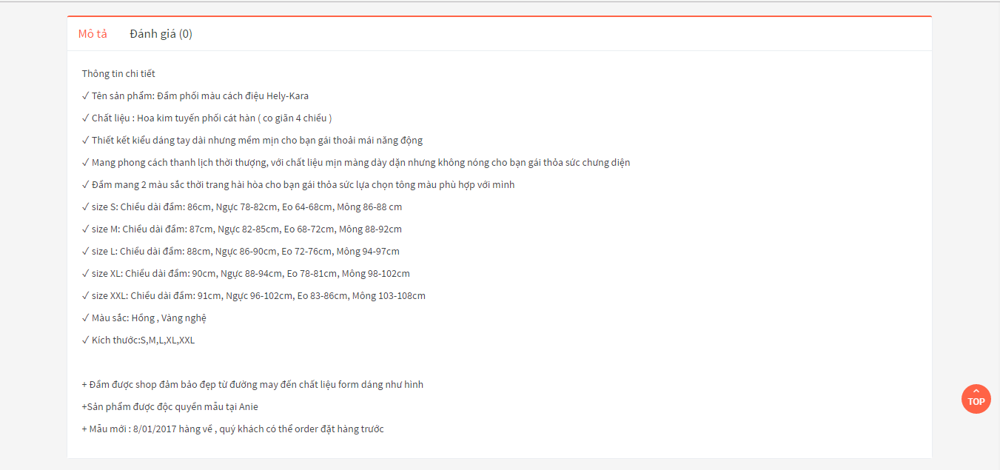 Mô tả
Đánh giá (0)
Thông tin chi tiết
✓ Tên sản phẩm: Đầm phối màu cách điệu Hely-Kara
✓ Chất liệu : Hoa kim tuyến phối cát hàn ( co giãn 4 chiều )
✓ Thiết kết kiểu dáng tay dài nhưng mềm mịn cho bạn gái thoải mái năng động
✓ Mang phong cách thanh lịch thời thượng, với chất liệu mịn màng dày dặn nhưng không nóng cho bạn gái thỏa sức chưng diện
✓ Đầm mang 2 màu sắc thời trang hài hòa cho bạn gái thỏa sức lựa chọn tông màu phù hợp với mình
✓ size S: Chiều dài đầm: 86cm, Ngực 78-82cm, Eo 64-68cm, Mông 86-88 cm
✓ size M: Chiều dài đầm: 87cm, Ngực 82-85cm, Eo 68-72cm, Mông 88-92cm
✓ size L: Chiều dài đầm: 88cm, Ngực 86-90cm, Eo 72-76cm, Mông 94-97cm
✓ size XL: Chiều dài đầm: 90cm, Ngực 88-94cm, Eo 78-81cm, Mông 98-102cm
✓ size XXL: Chiều dài đầm: 91cm, Ngực 96-102cm, Eo 83-86cm, Mông 103-108cm
✓ Màu sắc: Hồng , Vàng nghệ
✓ Kích thước:S,M,L,XL,XXL
+ Đầm được shop đảm bảo đẹp từ đường may đến chất liệu form dáng như hình
+Sản phẩm được độc quyền mẫu tại Anie
+ Mẫu mới : 8/01/2017 hàng về , quý khách có thể order đặt hàng trước
TOP